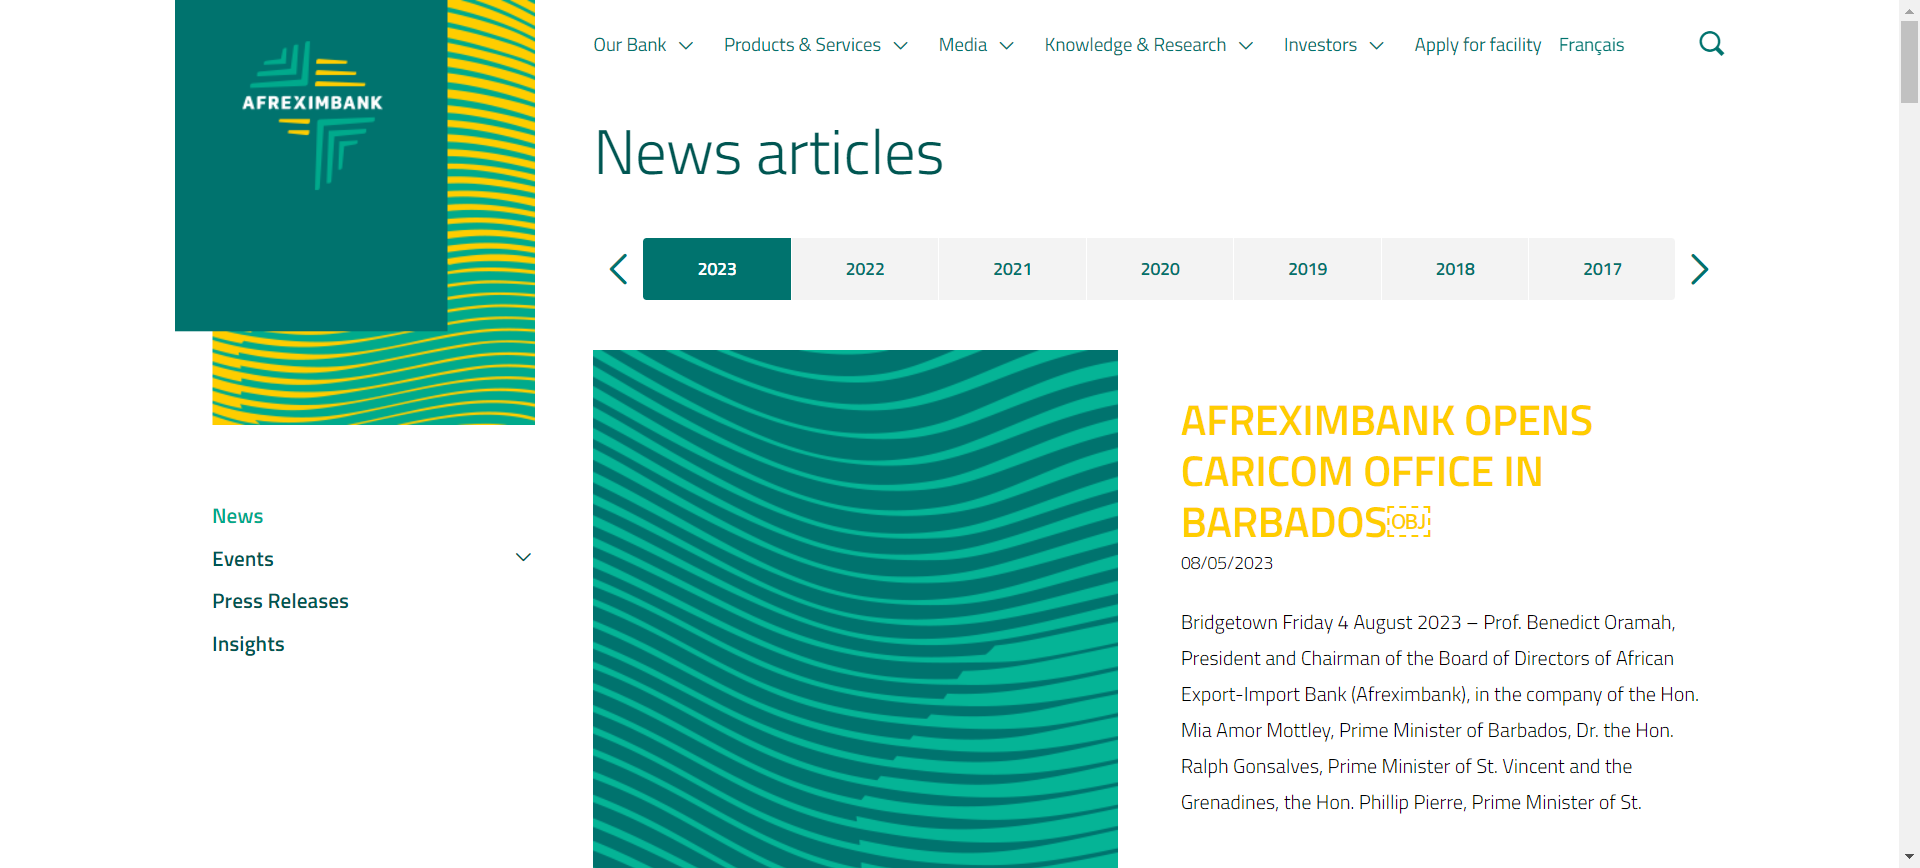 AFREXIMBANK
Our Bank
Products & Services
Media
Knowledge & Research
Investors
Apply for facility
Français
News articles
2023
2022
2021
2020
2019
2018
2017
News
Events
Press Releases
Insights
AFREXIMBANK OPENS
CARICOM OFFICE IN
BARBADOS￼
08/05/2023
Bridgetown Friday 4 August 2023 – Prof. Benedict Oramah,
President and Chairman of the Board of Directors of African
Export-Import Bank (Afreximbank), in the company of the Hon.
Mia Amor Mottley, Prime Minister of Barbados, Dr. the Hon.
Ralph Gonsalves, Prime Minister of St. Vincent and the
Grenadines, the Hon. Phillip Pierre, Prime Minister of St.